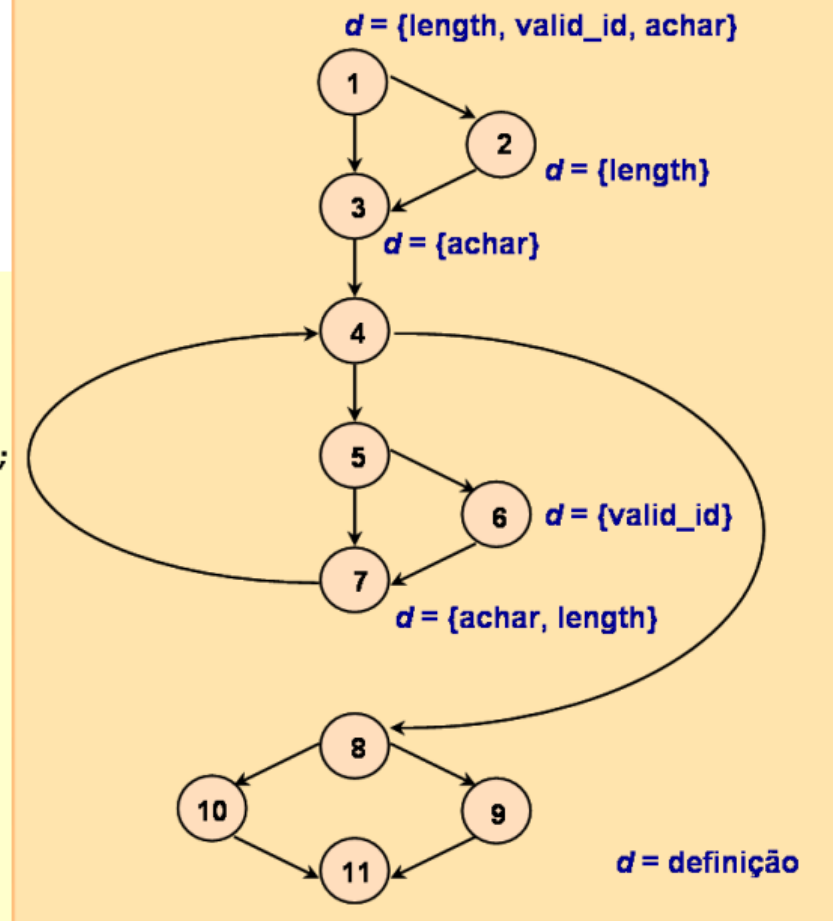 d = {length, valid_id, achar}
1
2
d = {length}
3
d = {achar}
4
;
5
6
d = {valid_id}
7
d = {achar, length}
8
10
9
11
d = definição